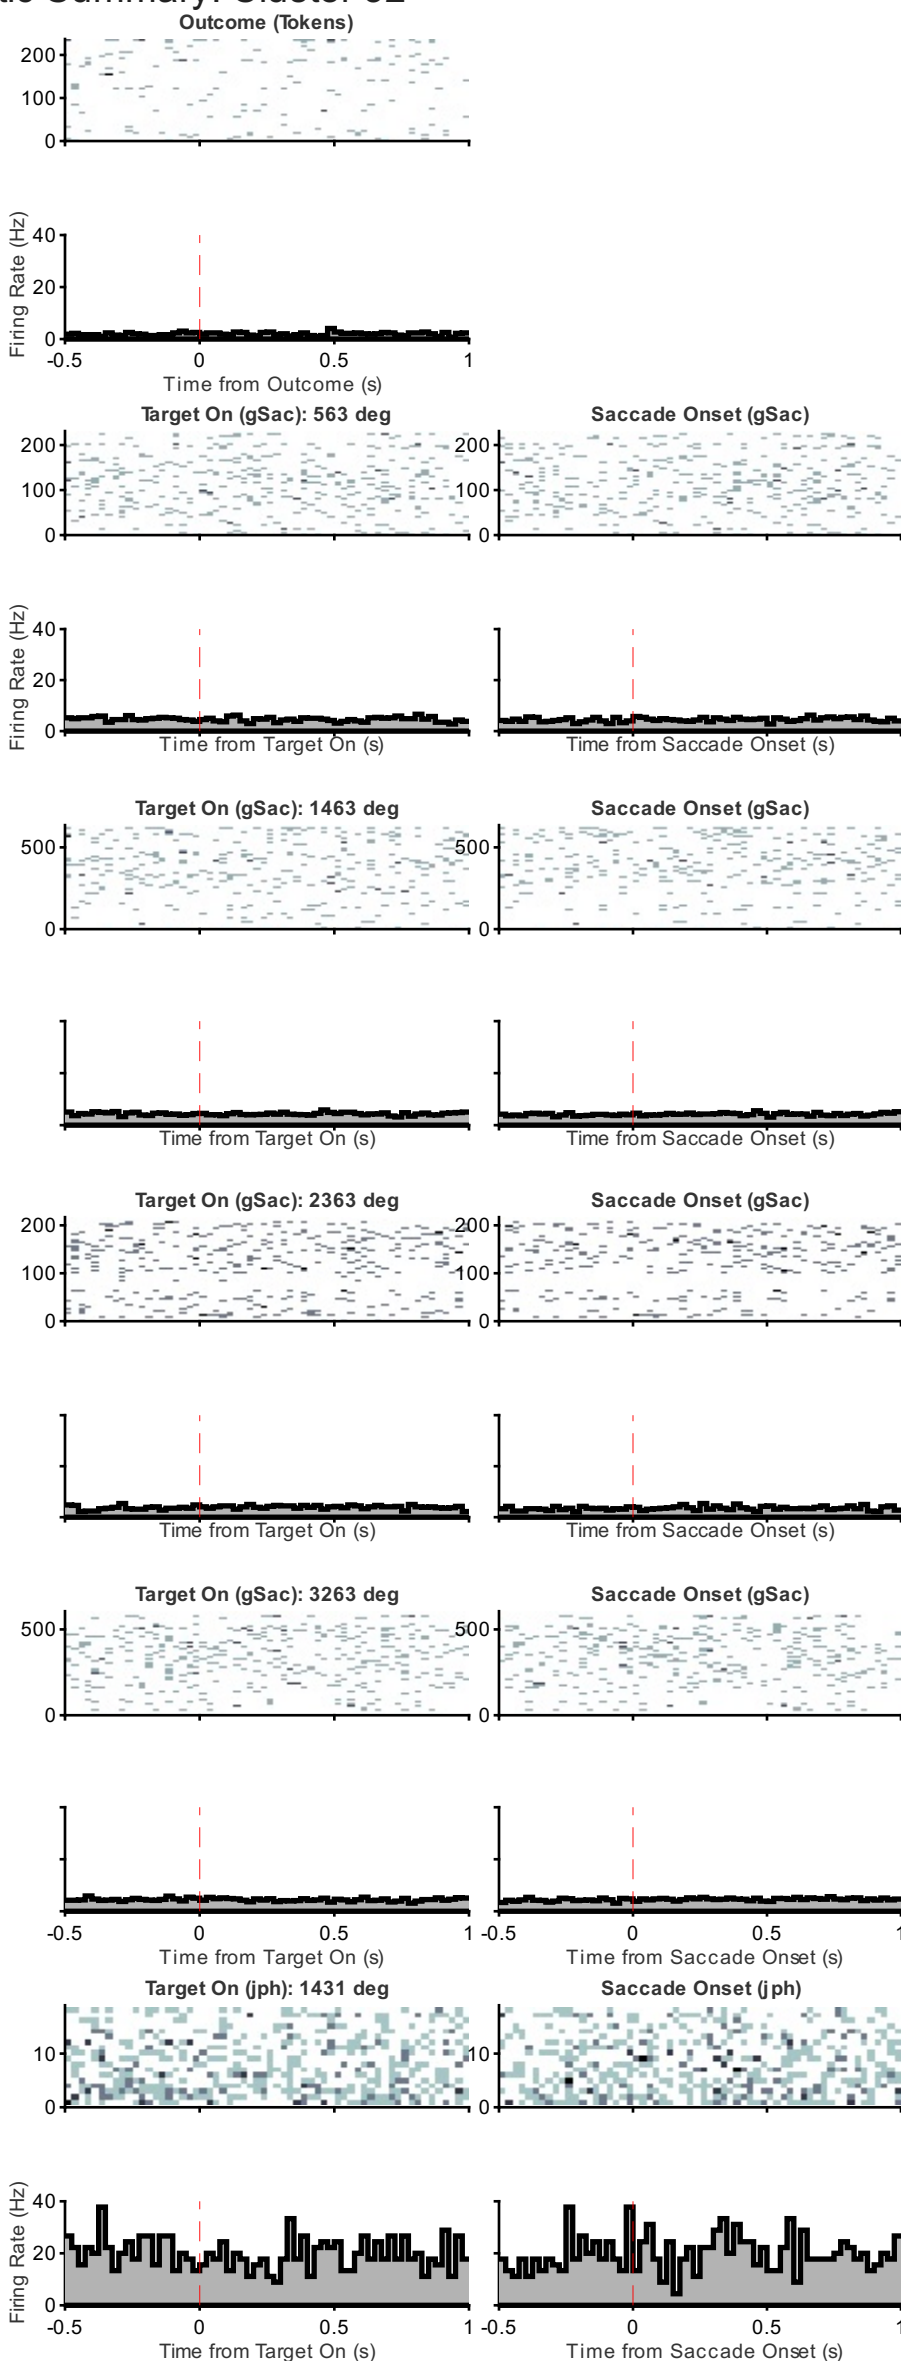 Summary: Cluster
Outcome (Tokens)
200
100
0
Firing Rate (Hz)
40
20
0
-0.5 0 0.5 1
Time from Outcome (s)
Target On (gSac): 563 deg Saccade Onset (gSac)
200 200
100 100
0 0
Firing Rate (Hz)
40
20
0
Time from Target On (s) Time from Saccade Onset (s)
Target On (gSac): 1463 deg Saccade Onset (gSac)
500 500
0 0
Time from Target On (s) Time from Saccade Onset (s)
Target On (gSac): 2363 deg Saccade Onset (gSac)
200 200
100 100
0 0
Time from Target On (s) Time from Saccade Onset (s)
Target On (gSac): 3263 deg Saccade Onset (gSac)
500 500
0 0
-0.5 0 0.5 1 -0.5 0 0.5 1
Time from Target On (s) Time from Saccade Onset (s)
Target On (jph): 1431 deg Saccade Onset (jph)
10 10
0 0
Firing Rate (Hz)
40
20
0
-0.5 0 0.5 1 -0.5 0 0.5 1
Time from Target On (s) Time from Saccade Onset (s)